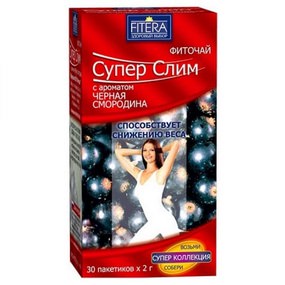 FITERA
ЗДОРОВЫЙ ВЫБОР
ФИТОЧАЙ
Супер Слим
с ароматом
ЧЕРНАЯ
СМОРОДИНА
СПОСОБСТВУЕТ
СНИЖЕНИЮ ВЕСА
ВОЗЬМИ
СУПЕР КОЛЛЕКЦИЯ
СОБЕРИ
30 ПАКЕТИКОВ х 2 г